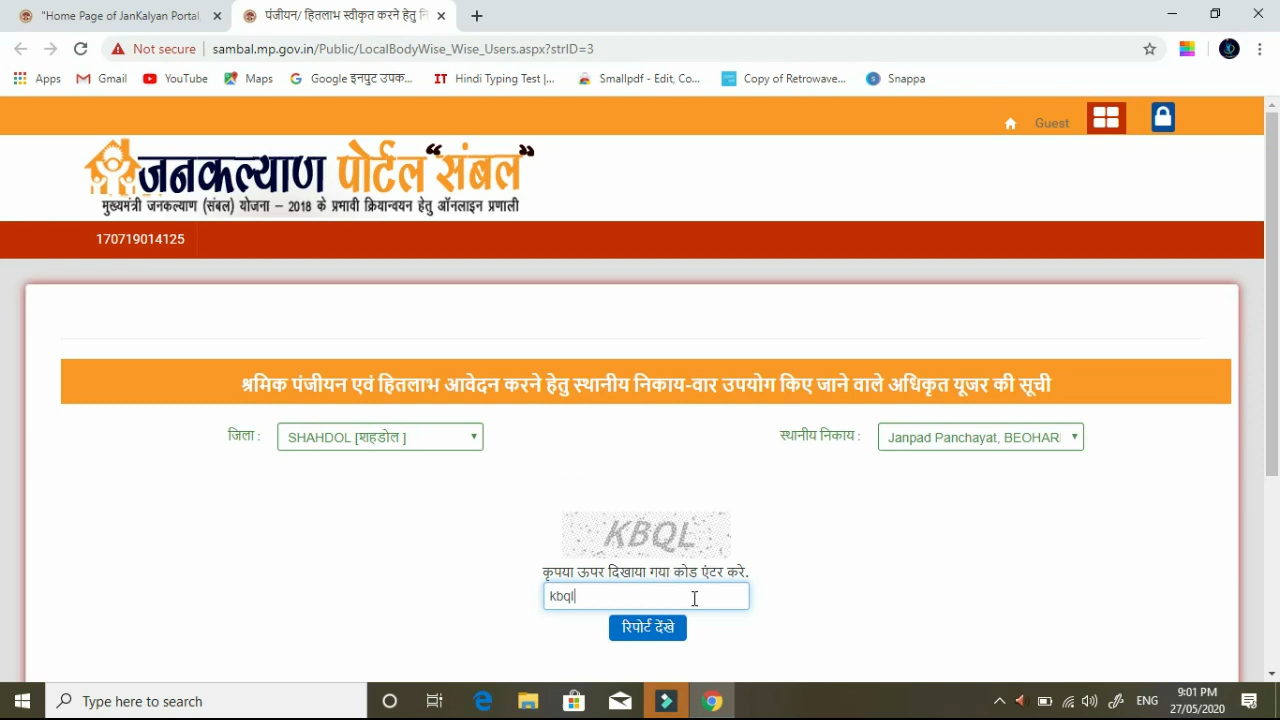 "Home Page of JanKalyan Portal,
पंजीयन/ हितलाभ स्वीकृत करने हेतु नि
Not secure
sambal.mp.gov.in/Public/LocalBodyWise_Wise_Users.aspx?strID=3
Apps
Gmail
YouTube
Maps
Google इनपुट उपक...
Hindi Typing Test |...
Smallpdf - Edit, Co...
Copy of Retrowave...
Snappa
Guest
जनकल्याण पोर्टल "संबल"
मुख्यमंत्री जनकल्याण (संबल) योजना - 2018 के प्रभावी क्रियान्वयन हेतु ऑनलाइन प्रणाली
170719014125
श्रमिक पंजीयन एवं हितलाभ आवेदन करने हेतु स्थानीय निकाय-वार उपयोग किए जाने वाले अधिकृत यूजर की सूची
जिला :
SHAHDOL [शहडोल ]
स्थानीय निकाय :
Janpad Panchayat, BEOHAR
KBQL
कृपया ऊपर दिखाया गया कोड एंटर करे.
kbql
रिपोर्ट देंखे
Type here to search
ENG
9:01 PM
27/05/2020